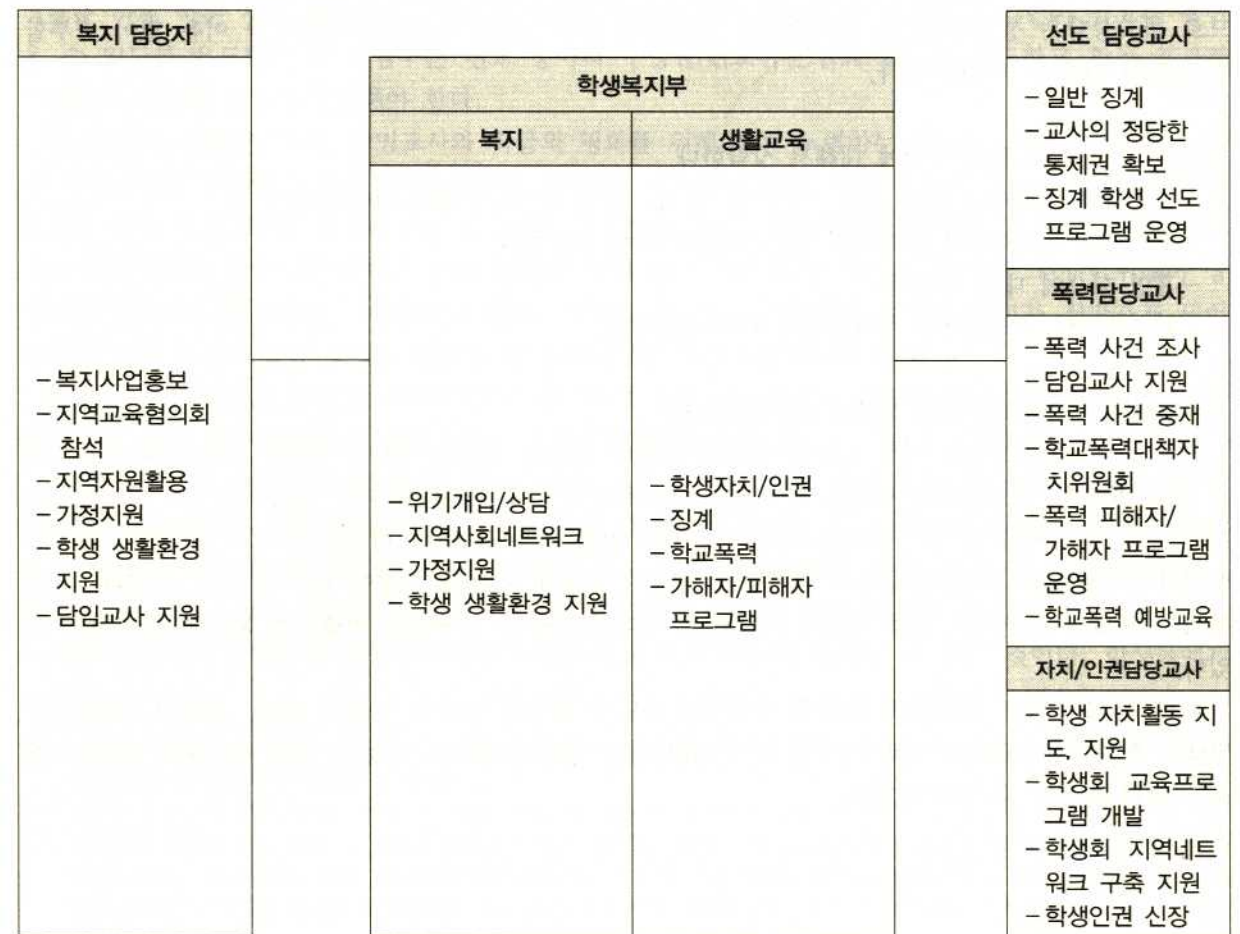 복지 담당자
– 복지사업홍보
– 지역교육협의회
참석
– 지역자원활용
– 가정지원
– 학생 생활환경
지원
– 담임교사 지원
학생복지부
복지
– 위기개입/상담
– 지역사회네트워크
– 가정지원
– 학생 생활환경 지원
생활교육
– 학생자치/인권
– 징계
– 학교폭력
– 가해자/피해자
프로그램
선도 담당교사
– 일반 징계
– 교사의 정당한
통제권 확보
– 징계 학생 선도
프로그램 운영
폭력담당교사
– 폭력 사건 조사
– 담임교사 지원
– 폭력 사건 중재
– 학교폭력대책자
치위원회
– 폭력 피해자/
가해자 프로그램
운영
– 학교폭력 예방교육
자치/인권담당교사
– 학생 자치활동 지
도, 지원
– 학생회 교육프로
그램 개발
– 학생회 지역네트
워크 구축 지원
– 학생인권 신장